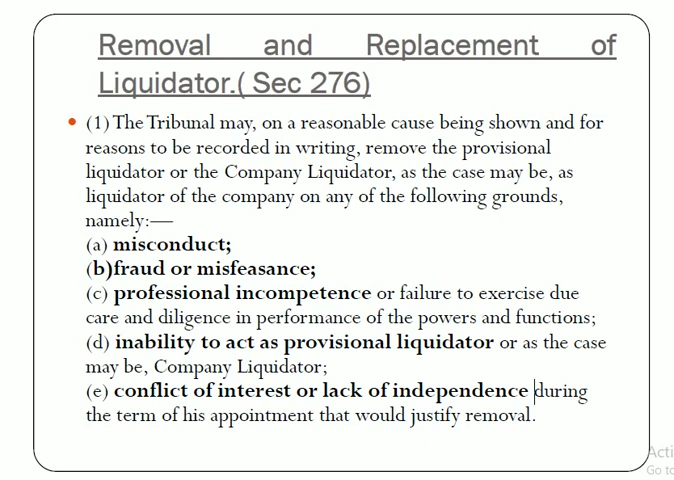 Removal and Replacement of
Liquidator.( Sec 276)
• (1) The Tribunal may, on a reasonable cause being shown and for
reasons to be recorded in writing, remove the provisional
liquidator or the Company Liquidator, as the case may be, as
liquidator of the company on any of the following grounds,
namely:—
(a) misconduct;
(b)fraud or misfeasance;
(c) professional incompetence or failure to exercise due
care and diligence in performance of the powers and functions;
(d) inability to act as provisional liquidator or as the case
may be, Company Liquidator;
(e) conflict of interest or lack of independence during
the term of his appointment that would justify removal.
Go to